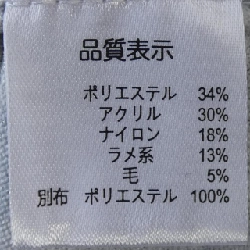 品質表示
ポリエステル 34%
アクリル 30%
ナイロン 18%
ラメ系 13%
毛 5%
別布 ポリエステル 100%